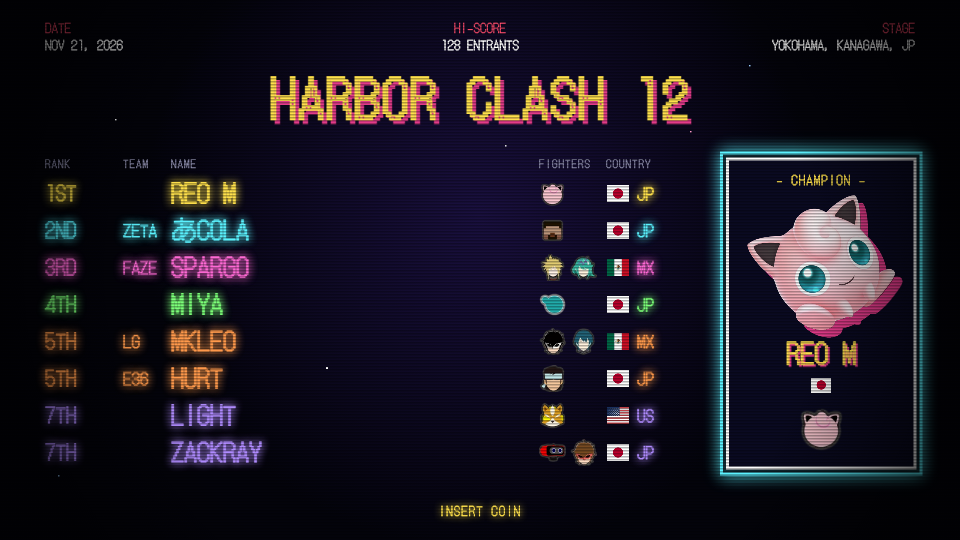 DATE
NOV 21, 2026
HI-SCORE
128 ENTRANTS
STAGE
YOKOHAMA, KANAGAWA, JP
HARBOR CLASH 12
RANK TEAM NAME FIGHTERS COUNTRY
1ST REO M JP
2ND ZETA あCOLA JP
3RD FAZE SPARGO MX
4TH MIYA JP
5TH LG MKLEO MX
5TH E36 HURT JP
7TH LIGHT US
7TH ZACKRAY JP
- CHAMPION -
REO M
INSERT COIN